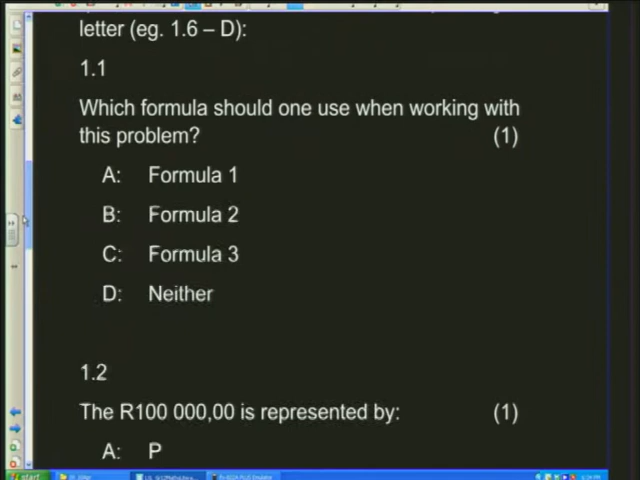 letter (eg. 1.6 – D):
1.1
Which formula should one use when working with
this problem? (1)
A: Formula 1
B: Formula 2
C: Formula 3
D: Neither
1.2
The R100 000,00 is represented by: (1)
A: P
start